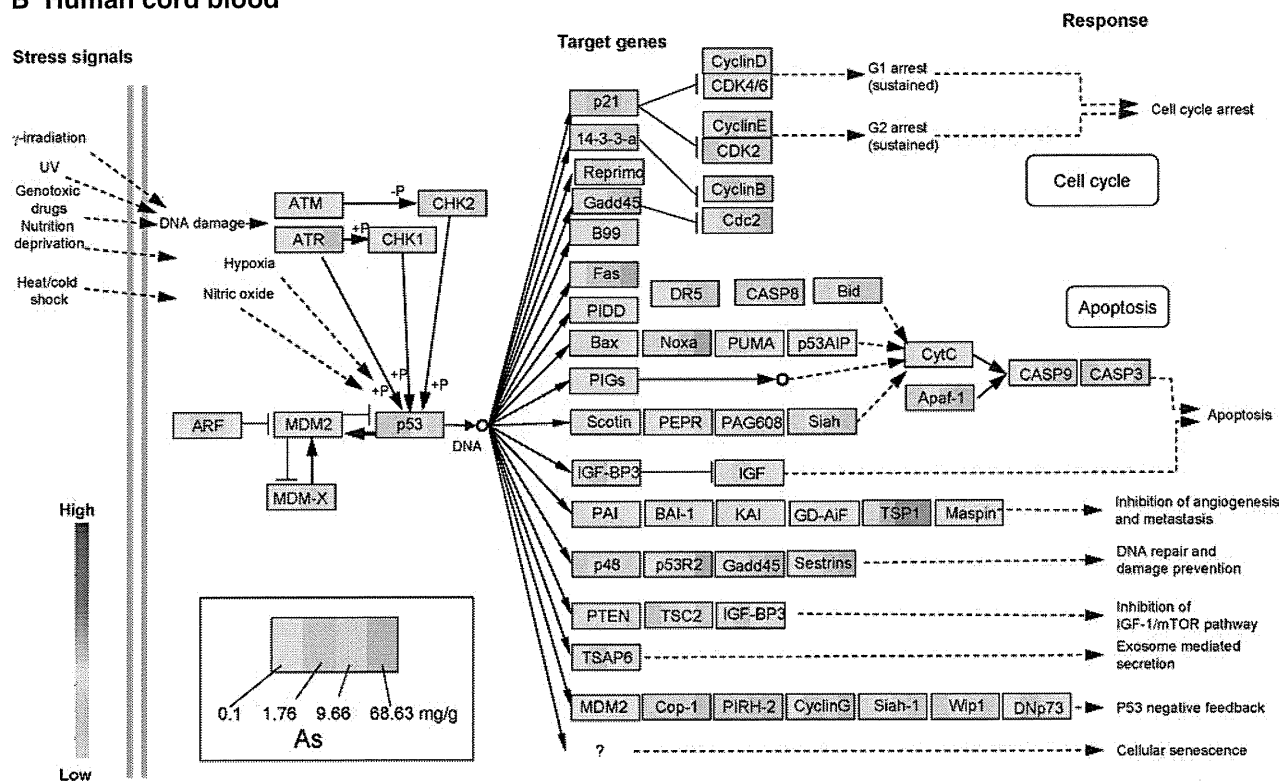 B Human cord blood
Response
Stress signals
Target genes
CyclinD
CDK4/6
G1 arrest
(sustained)
p21
Cell cycle arrest
14-3-3-a
CyclinE
CDK2
G2 arrest
(sustained)
γ-irradiation
UV
Genotoxic
drugs
Nutrition
deprivation
Heat/cold
shock
DNA damage
Hypoxia
Nitric oxide
ATM
-P
CHK2
ATR
+P
CHK1
+P
+P
+P
ARF
MDM2
p53
MDM-X
DNA
Reprimo
Gadd45
B99
CyclinB
Cdc2
Cell cycle
Fas
DR5
CASP8
Bid
Apoptosis
PIDD
Bax
Noxa
PUMA
p53AIP
CytC
CASP9
CASP3
PIGs
Apaf-1
Scotin
PEPR
PAG608
Siah
Apoptosis
IGF-BP3
IGF
PAI
BAI-1
KAI
GD-AiF
TSP1
Maspin
Inhibition of angiogenesis
and metastasis
p48
p53R2
Gadd45
Sestrins
DNA repair and
damage prevention
PTEN
TSC2
IGF-BP3
Inhibition of
IGF-1/mTOR pathway
TSAP6
Exosome mediated
secretion
MDM2
Cop-1
PIRH-2
CyclinG
Siah-1
Wip1
DNp73
P53 negative feedback
?
Cellular senescence
High
Low
0.1 1.76 9.66 68.63 mg/g
As